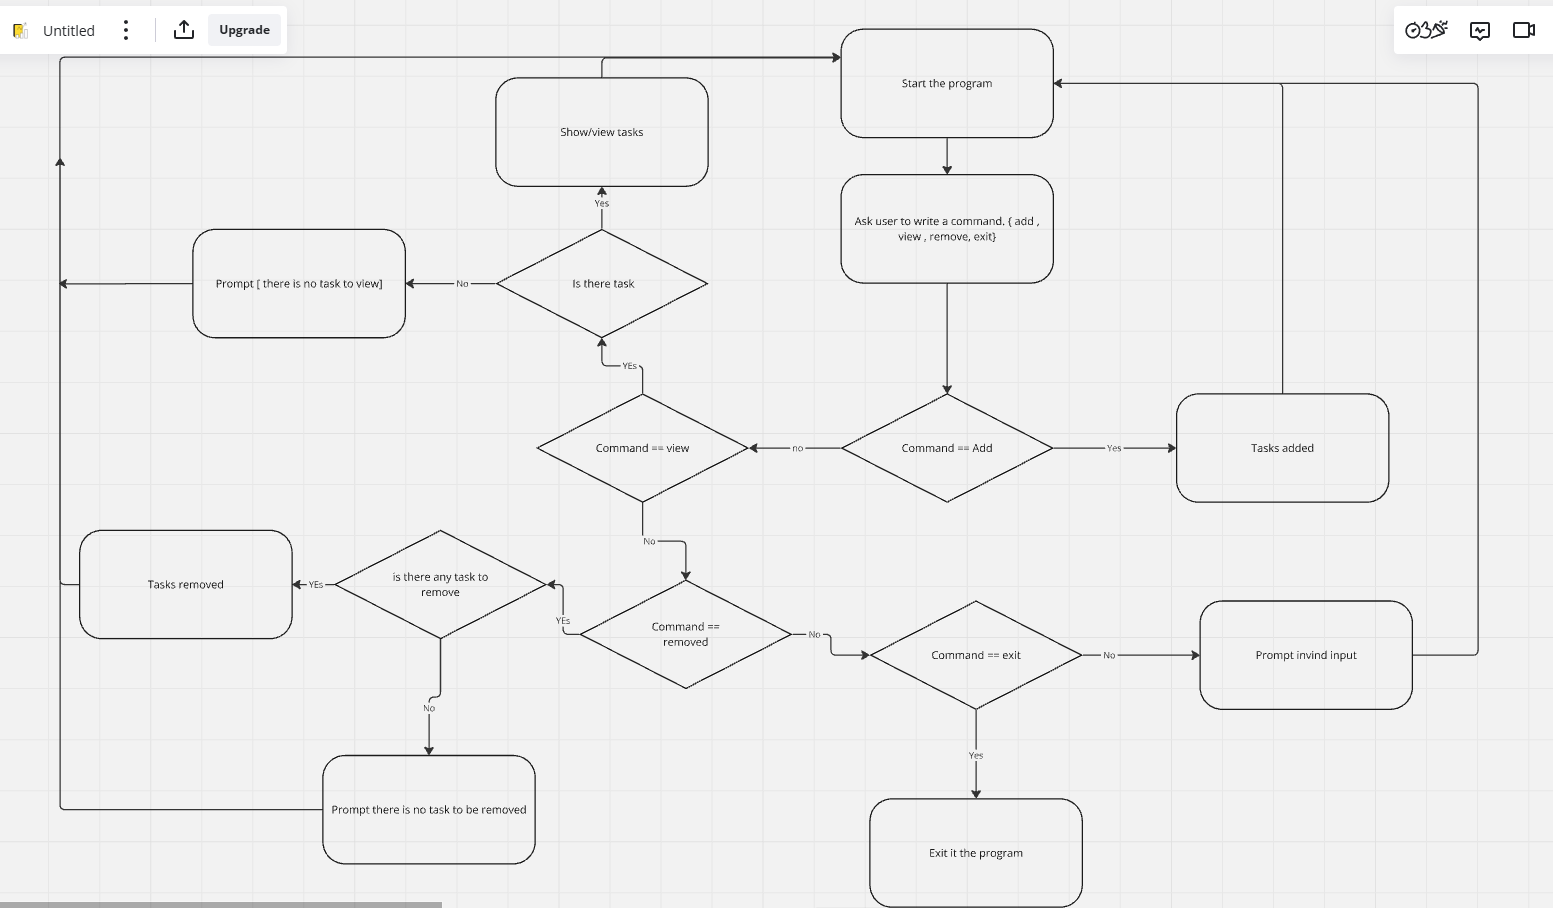 Untitled
Upgrade
Start the program
Show/view tasks
Yes
Ask user to write a command. { add ,
view , remove, exit}
Prompt [ there is no task to view]
No
Is there task
YEs
Command == view
no
Command == Add
Yes
Tasks added
No
Tasks removed
YEs
is there any task to
remove
YEs
Command ==
removed
No
Command == exit
No
Prompt invind input
No
Yes
Prompt there is no task to be removed
Exit it the program